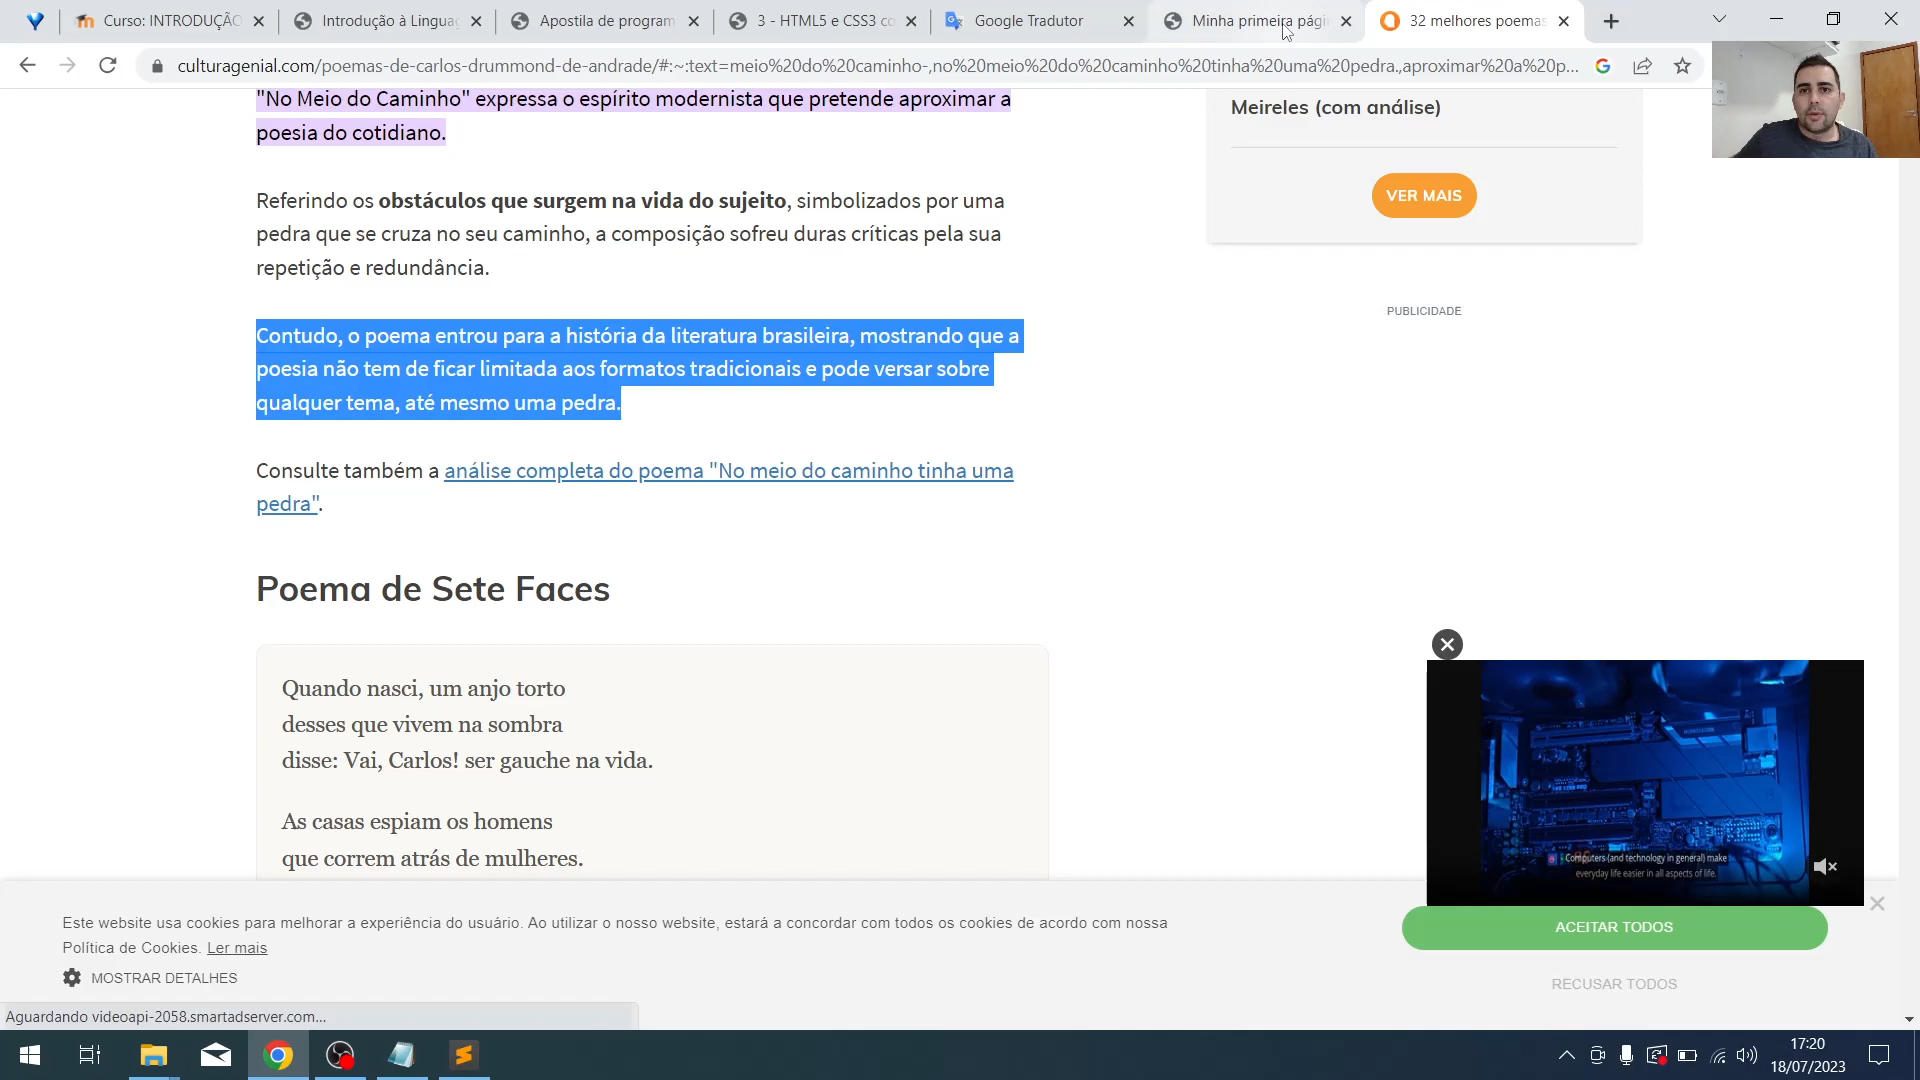 Curso: INTRODUÇÃO
Introdução à Lingua
Apostila de program
3 - HTML5 e CSS3 co
Google Tradutor
Minha primeira pági
32 melhores poemas
culturagenial.com/poemas-de-carlos-drummond-de-andrade/#:~:text=meio%20do%20caminho-,no%20meio%20do%20caminho%20tinha%20uma%20pedra.,aproximar%20a%20p...
"No Meio do Caminho" expressa o espírito modernista que pretende aproximar a
poesia do cotidiano.
Referindo os obstáculos que surgem na vida do sujeito, simbolizados por uma
pedra que se cruza no seu caminho, a composição sofreu duras críticas pela sua
repetição e redundância.
Contudo, o poema entrou para a história da literatura brasileira, mostrando que a
poesia não tem de ficar limitada aos formatos tradicionais e pode versar sobre
qualquer tema, até mesmo uma pedra.
Consulte também a análise completa do poema "No meio do caminho tinha uma
pedra".
Poema de Sete Faces
Quando nasci, um anjo torto
desses que vivem na sombra
disse: Vai, Carlos! ser gauche na vida.
As casas espiam os homens
que correm atrás de mulheres.
Meireles (com análise)
VER MAIS
PUBLICIDADE
Computers (and technology in general) make
everyday life easier in all aspects of life.
Este website usa cookies para melhorar a experiência do usuário. Ao utilizar o nosso website, estará a concordar com todos os cookies de acordo com nossa
Política de Cookies. Ler mais
MOSTRAR DETALHES
ACEITAR TODOS
RECUSAR TODOS
Aguardando videoapi-2058.smartadserver.com...
17:20
18/07/2023